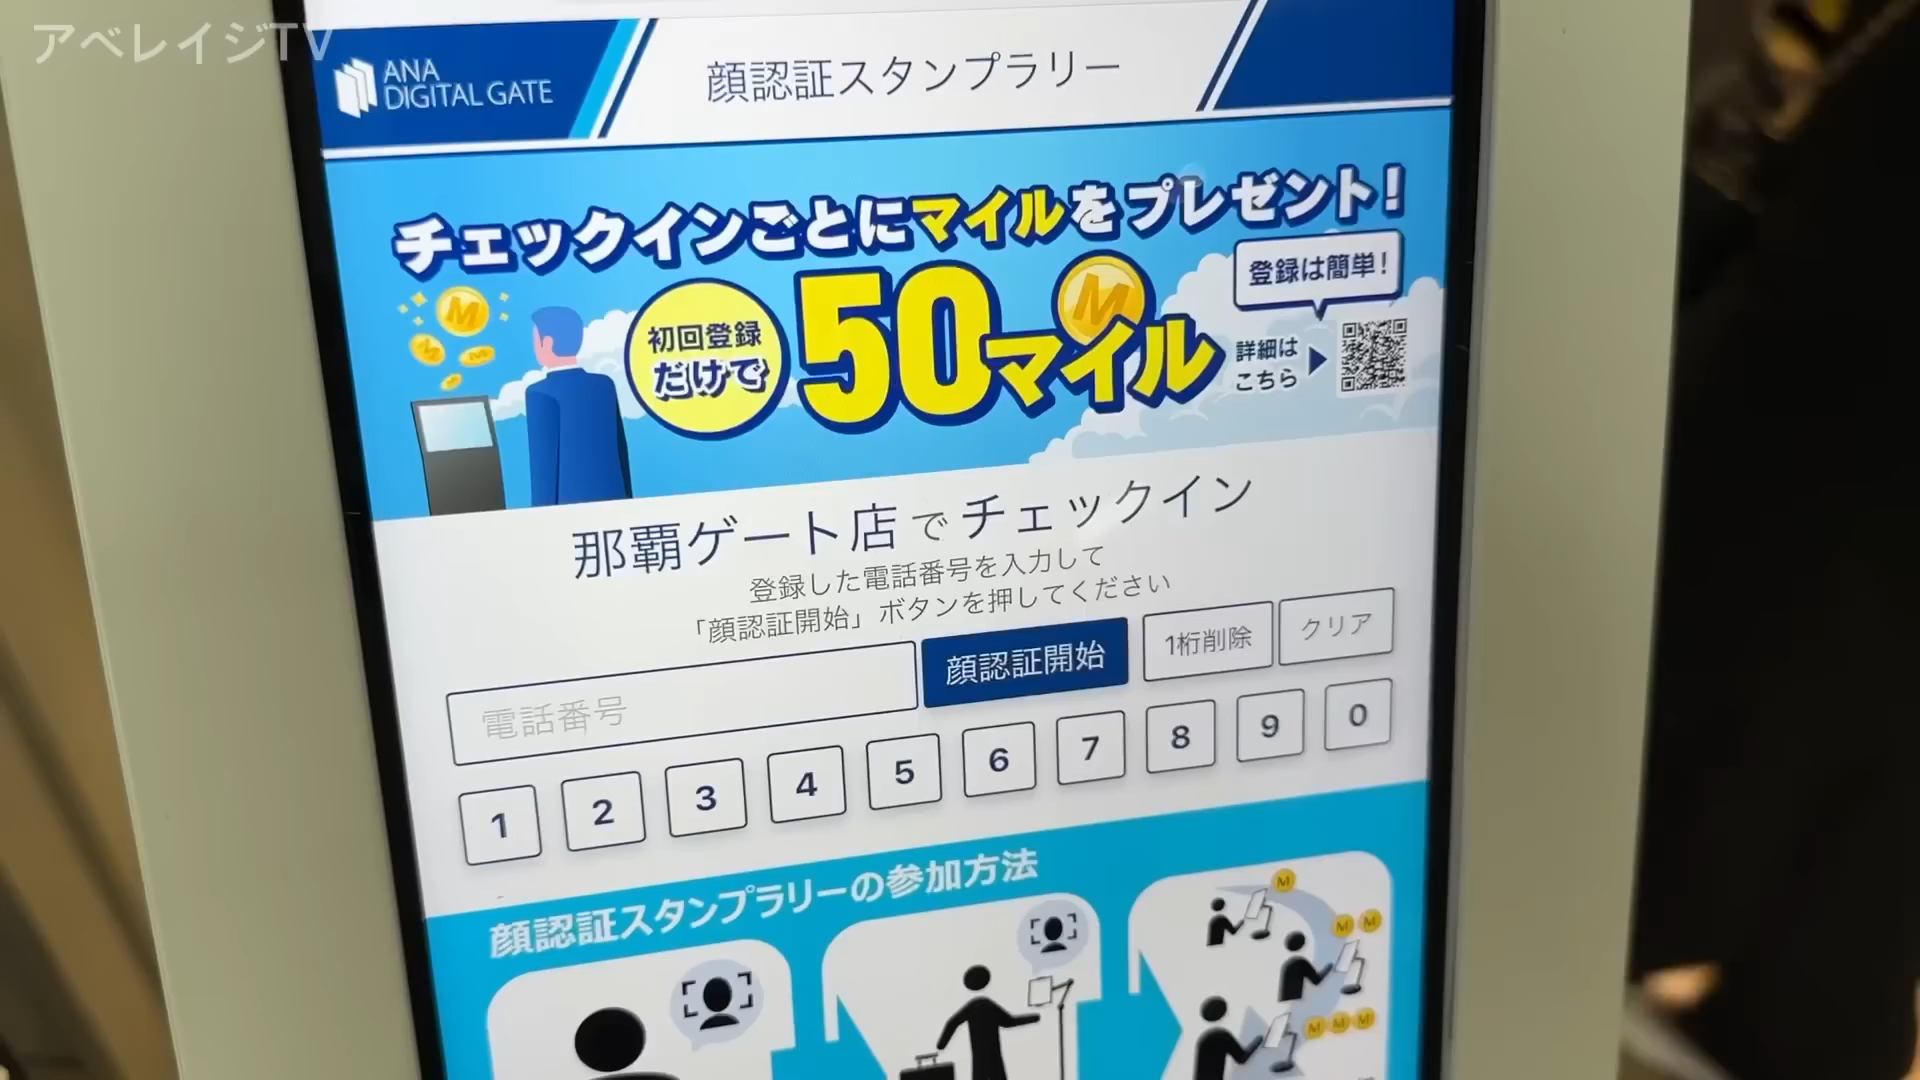 アベレイジTV
ANA
DIGITAL GATE
顔認証スタンプラリー
チェックインごとにマイルをプレゼント!
初回登録
だけで
50マイル
登録は簡単!
詳細は
こちら
那覇ゲート店でチェックイン
登録した電話番号を入力して
「顔認証開始」ボタンを押してください
電話番号
顔認証開始
1桁削除
クリア
1 2 3 4 5 6 7 8 9 0
顔認証スタンプラリーの参加方法